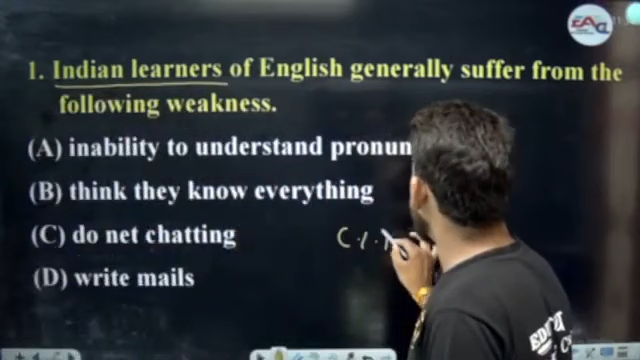 1. Indian learners of English generally suffer from the
following weakness.
(A) inability to understand
(B) think they know everything
(C) do net chatting
(D) write mails